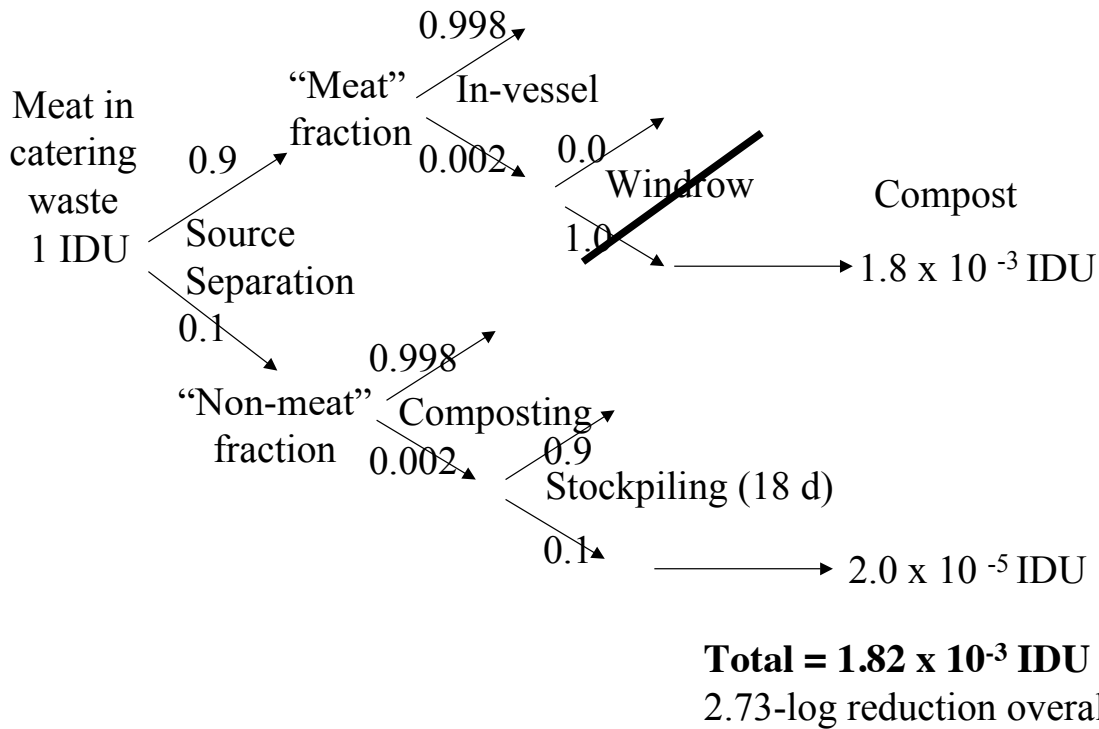 Meat in
catering
waste
1 IDU
0.9
Source
Separation
0.1
“Meat”
fraction
0.998
In-vessel
0.002
0.0
Windrow
1.0
Compost
1.8 x 10 -3 IDU
“Non-meat”
fraction
0.998
Composting
0.002
0.9
Stockpiling (18 d)
0.1
2.0 x 10 -5 IDU
Total = 1.82 x 10-3 IDU
2.73-log reduction overal